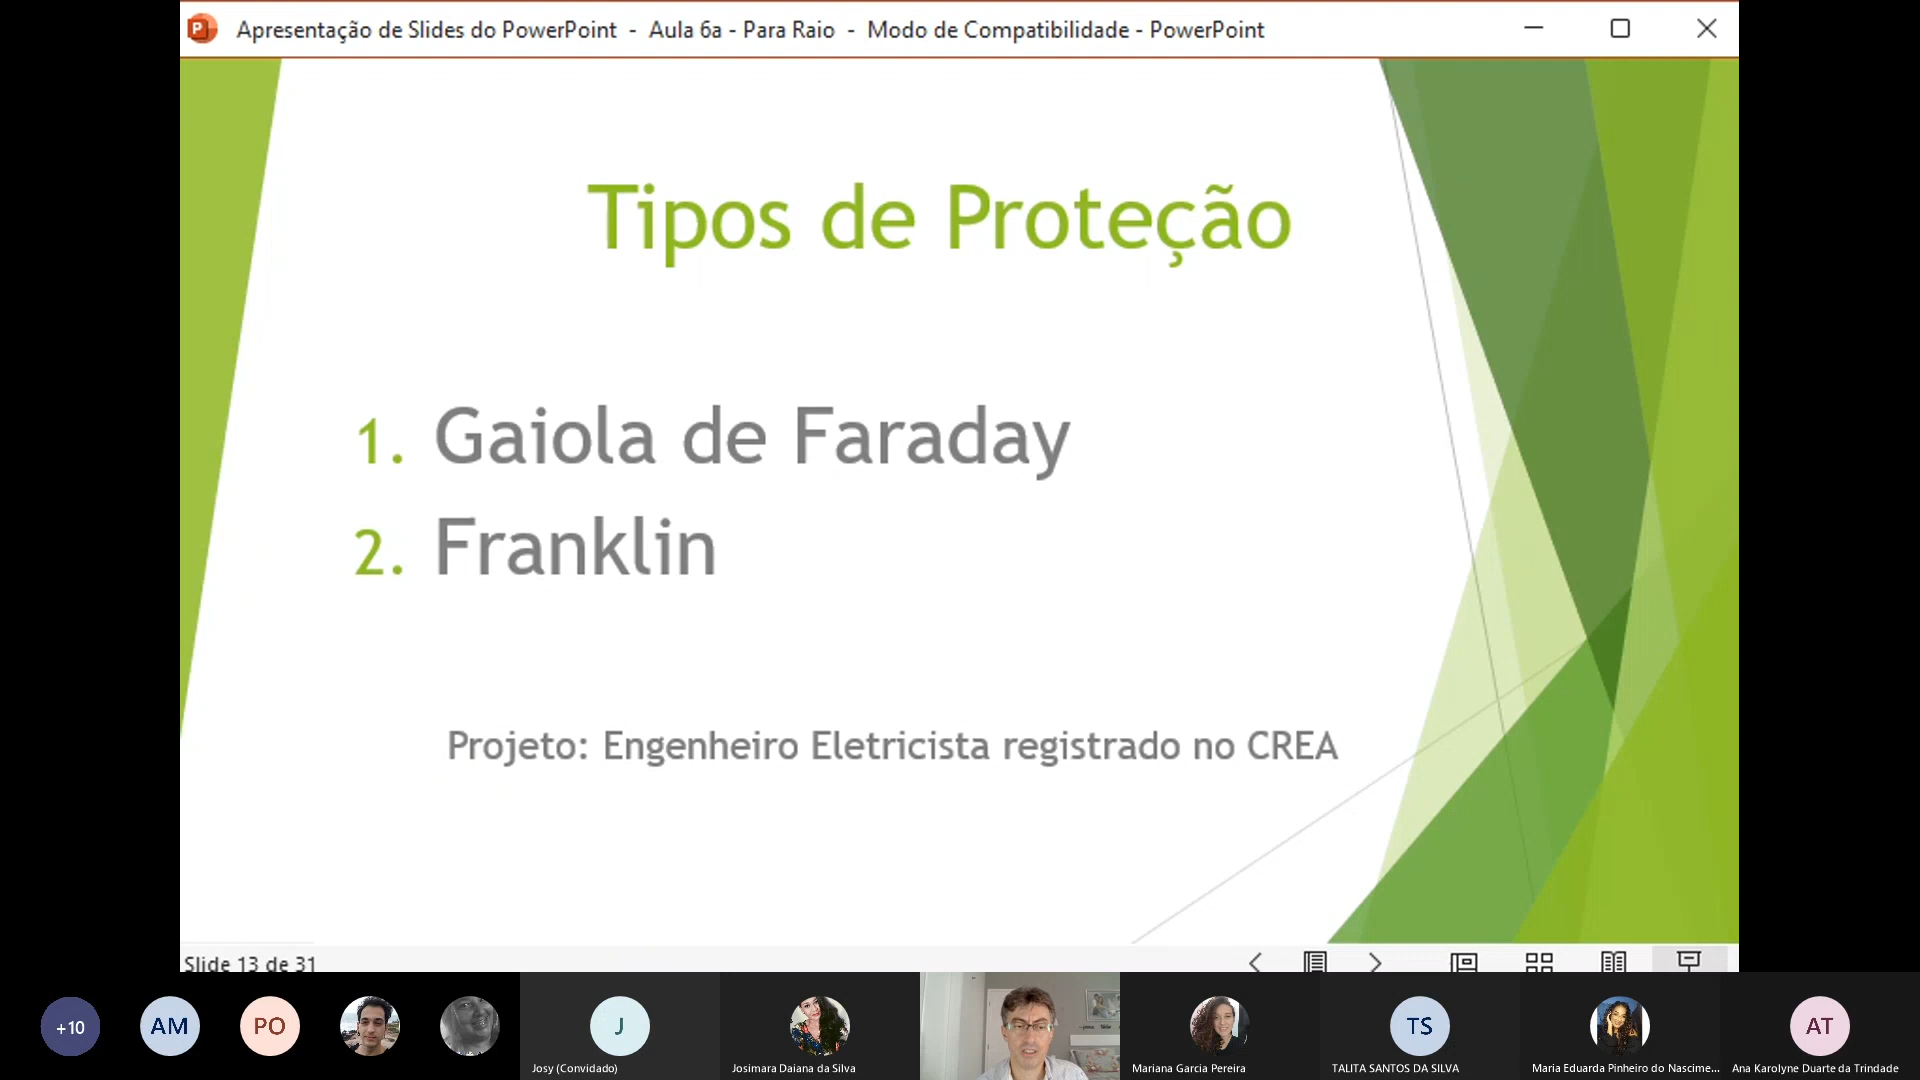 Apresentação de Slides do PowerPoint - Aula 6a - Para Raio - Modo de Compatibilidade - PowerPoint
Tipos de Proteção
1. Gaiola de Faraday
2. Franklin
Projeto: Engenheiro Eletricista registrado no CREA
Slide 13 de 31
+10
AM
PO
J
TS
AT
Josy (Convidado)
Josimara Daiana da Silva
Mariana Garcia Pereira
TALITA SANTOS DA SILVA
Maria Eduarda Pinheiro do Nascime...
Ana Karolyne Duarte da Trindade